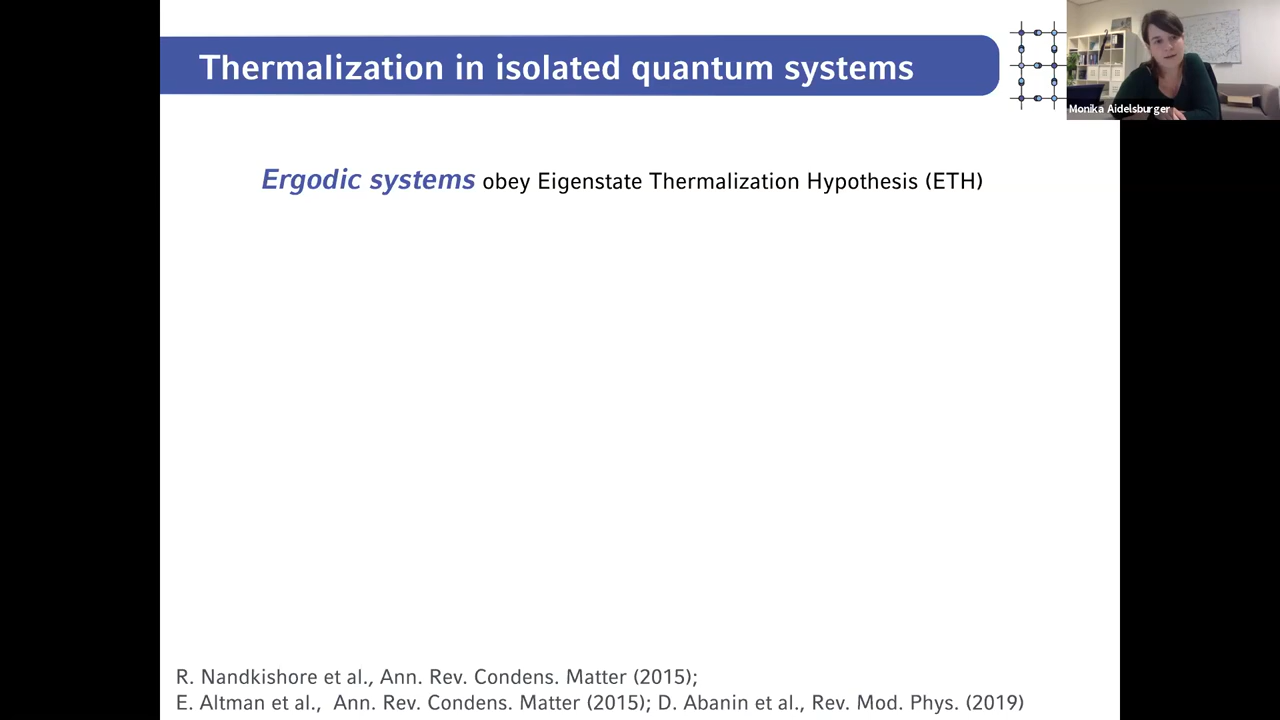 Thermalization in isolated quantum systems
Monika Aidelsburger
Ergodic systems obey Eigenstate Thermalization Hypothesis (ETH)
R. Nandkishore et al., Ann. Rev. Condens. Matter (2015);
E. Altman et al., Ann. Rev. Condens. Matter (2015); D. Abanin et al., Rev. Mod. Phys. (2019)